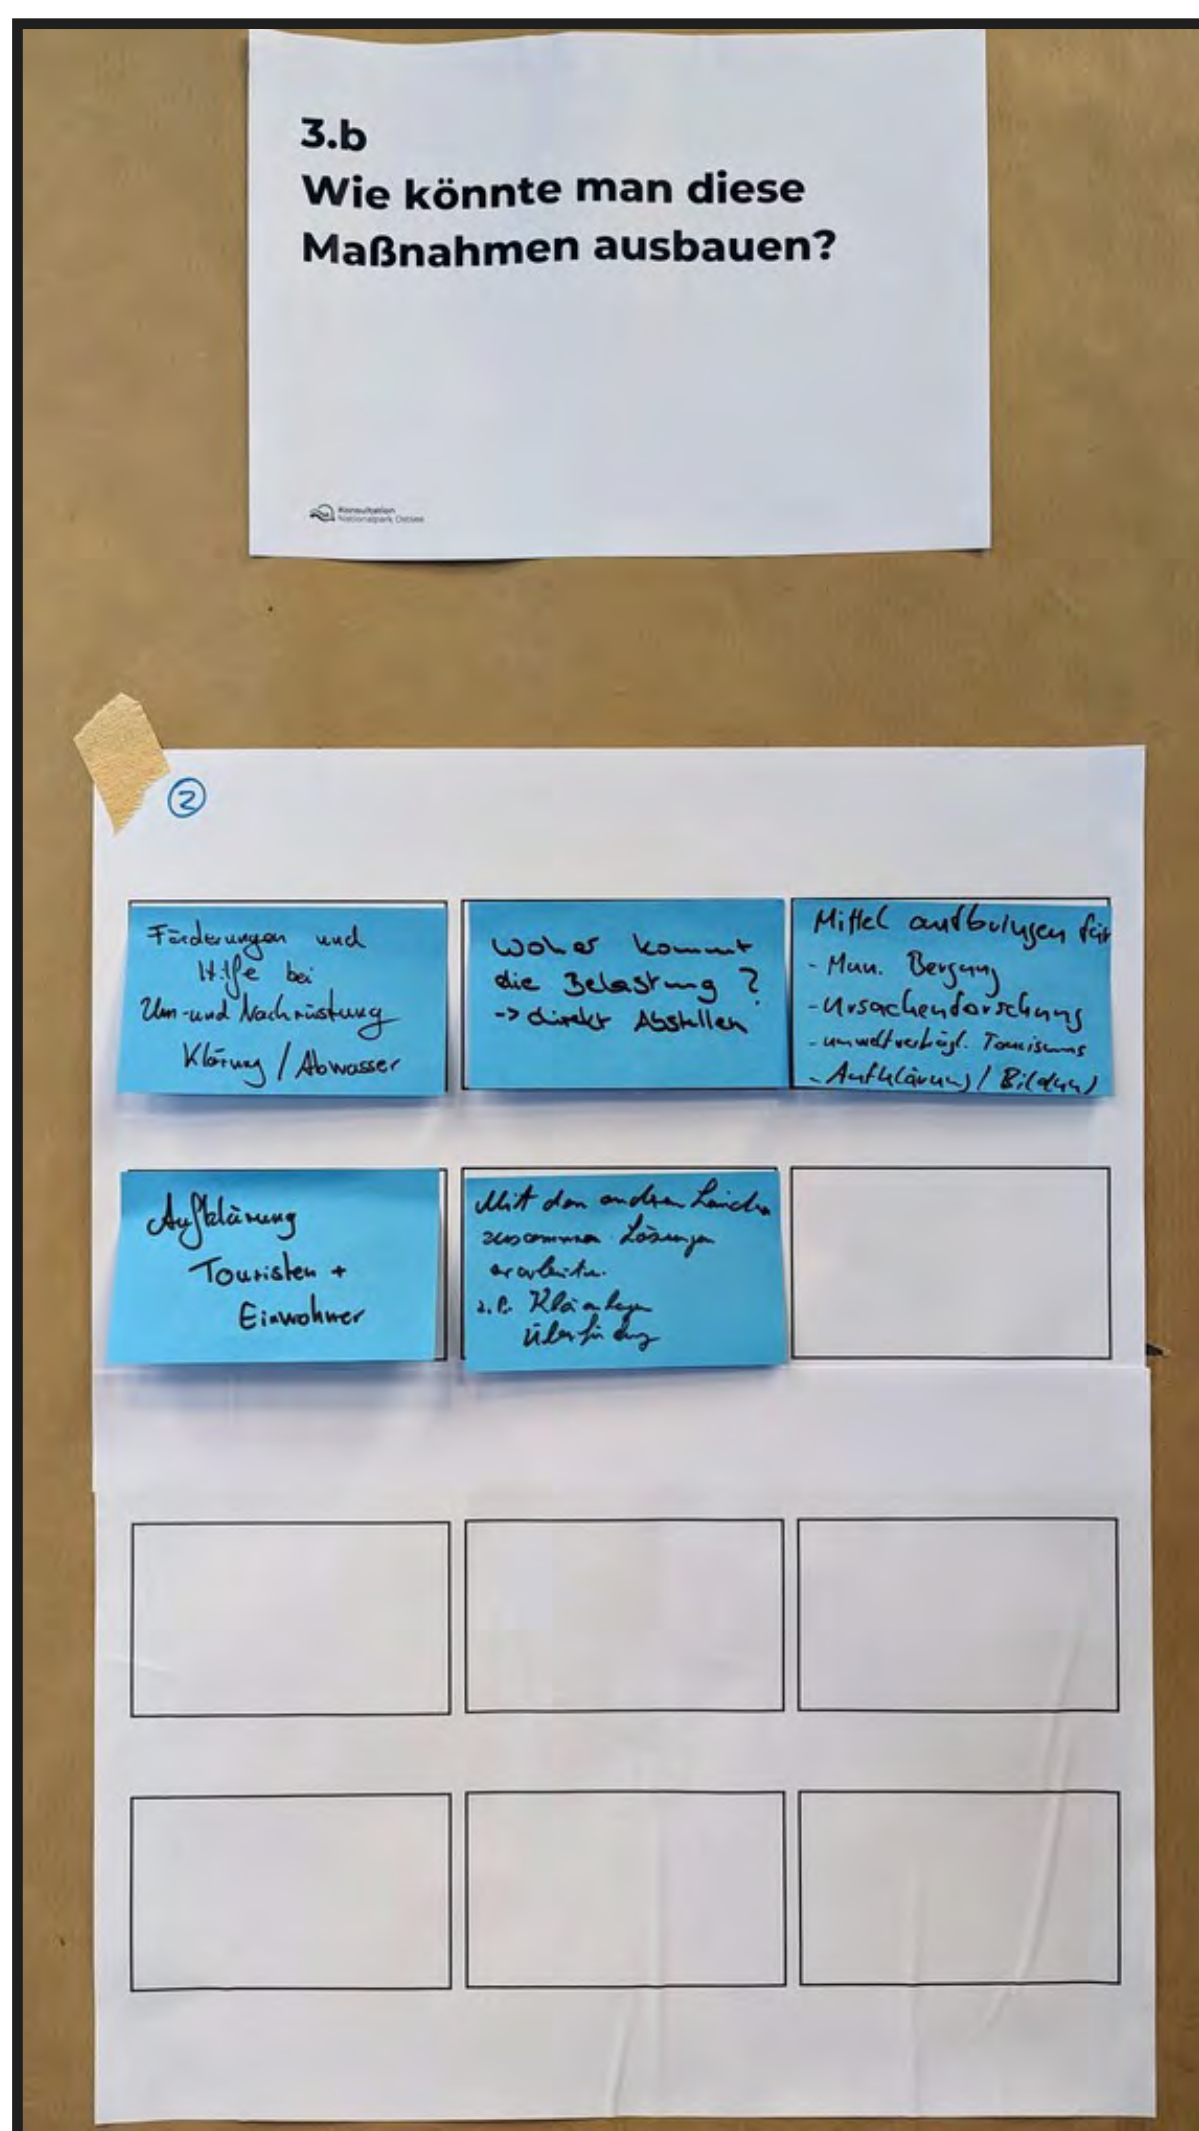 3.b
Wie könnte man diese
Maßnahmen ausbauen?
Konsultation
Nationalpark Ostsee
2
Förderungen und
Hilfe bei
Um- und Nachrüstung
Klärung / Abwasser
Woher kommt
die Belastung?
-> direkt Abstellen
Mittel aufbringen für
- Mun. Bergung
- Ursachenforschung
- umweltverträgl. Tourismus
- Aufklärung / Bildung
Aufklärung
Touristen +
Einwohner
Mit den andren Ländern
zusammen Lösungen
erarbeiten.
z.B. Kläranlagen